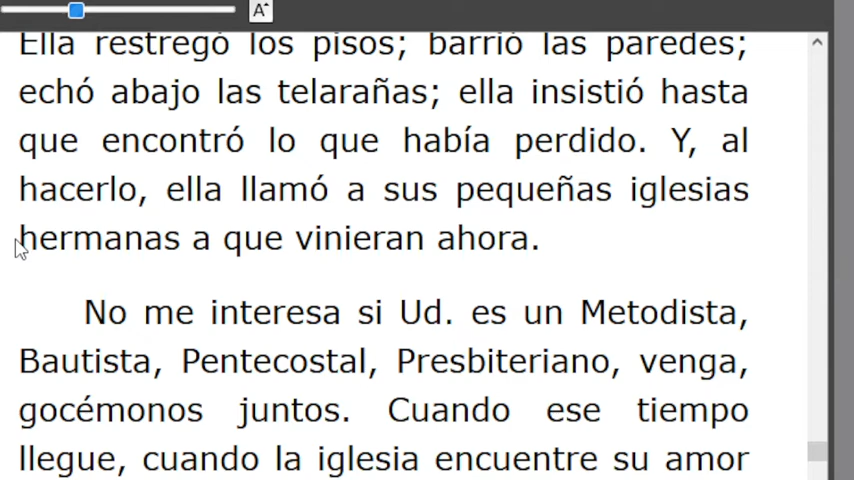 A
Ella restregó los pisos; barrió las paredes;
echó abajo las telarañas; ella insistió hasta
que encontró lo que había perdido. Y, al
hacerlo, ella llamó a sus pequeñas iglesias
hermanas a que vinieran ahora.
No me interesa si Ud. es un Metodista,
Bautista, Pentecostal, Presbiteriano, venga,
gocémonos juntos. Cuando ese tiempo
llegue, cuando la iglesia encuentre su amor